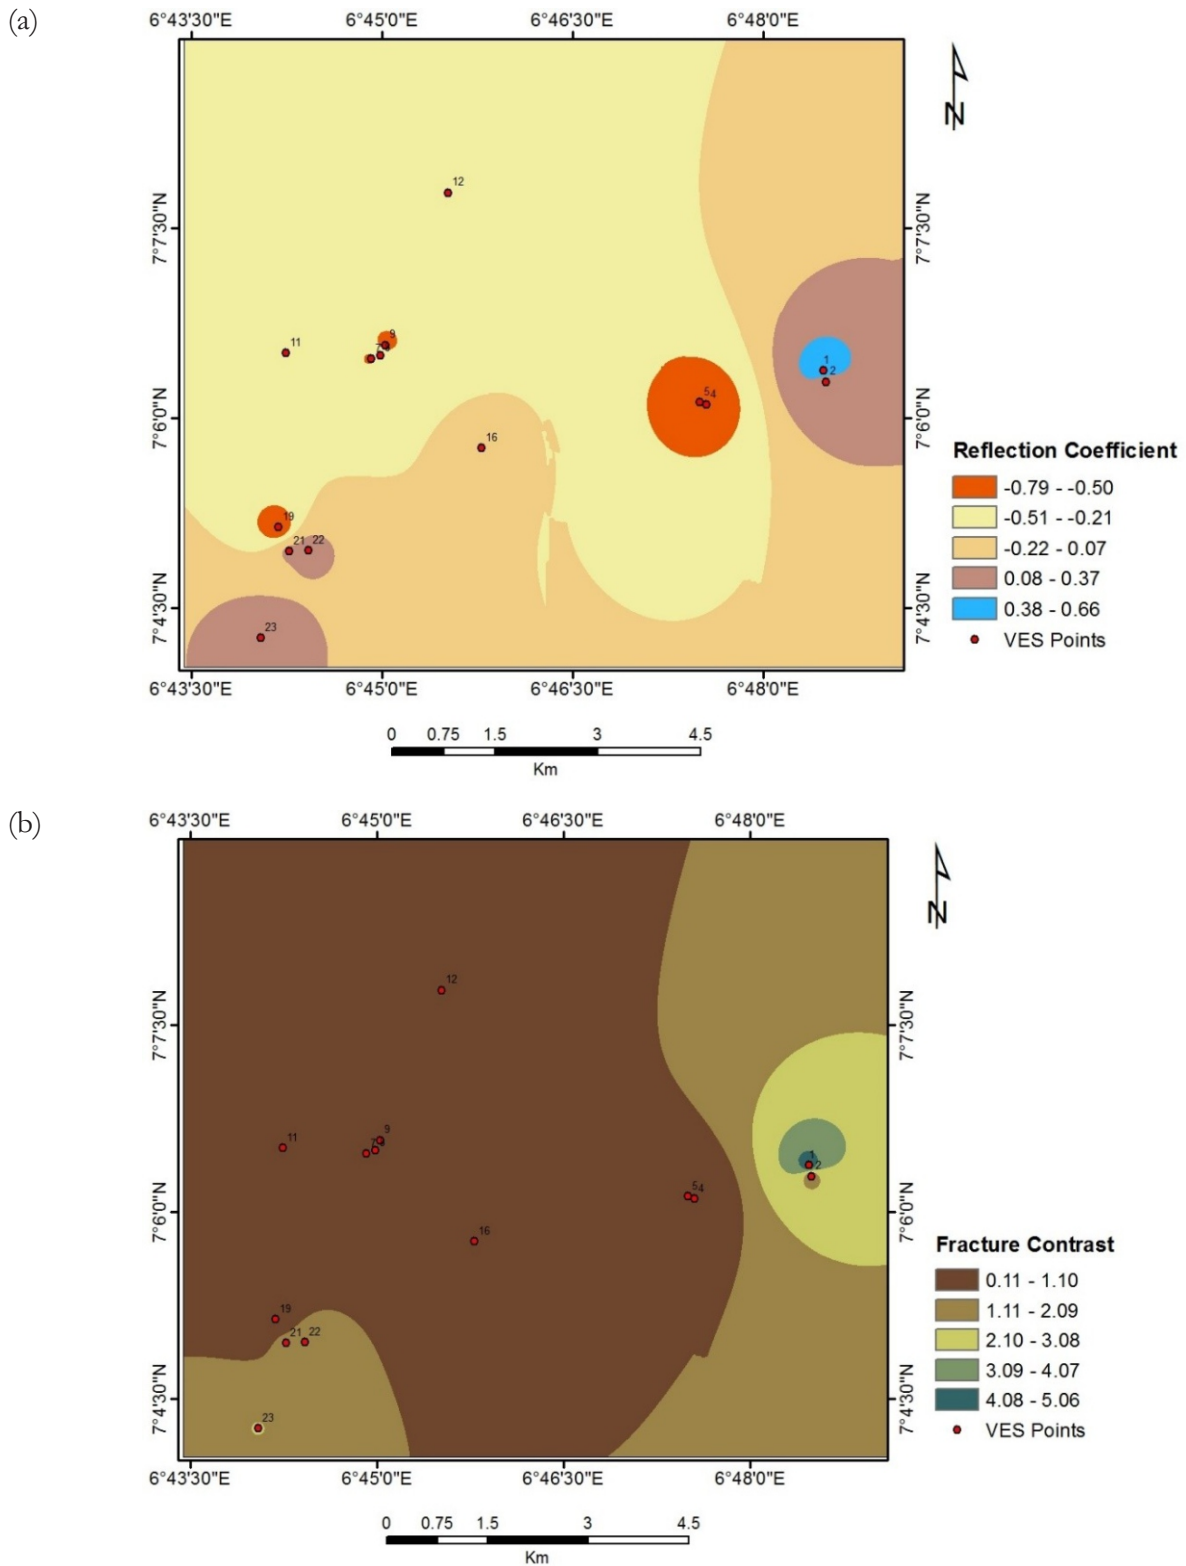 (a)
6°43'30"E 6°45'0"E 6°46'30"E 6°48'0"E
N
7°7'30"N 7°7'30"N
7°6'0"N 7°6'0"N
7°4'30"N 7°4'30"N
12
9
11
7
1
2
54
16
19
21 22
23
6°43'30"E 6°45'0"E 6°46'30"E 6°48'0"E
Reflection Coefficient
-0.79 - -0.50
-0.51 - -0.21
-0.22 - 0.07
0.08 - 0.37
0.38 - 0.66
VES Points
0 0.75 1.5 3 4.5
Km
(b)
6°43'30"E 6°45'0"E 6°46'30"E 6°48'0"E
N
7°7'30"N 7°7'30"N
7°6'0"N 7°6'0"N
7°4'30"N 7°4'30"N
12
9
11
7
1
2
54
16
19
21 22
23
6°43'30"E 6°45'0"E 6°46'30"E 6°48'0"E
Fracture Contrast
0.11 - 1.10
1.11 - 2.09
2.10 - 3.08
3.09 - 4.07
4.08 - 5.06
VES Points
0 0.75 1.5 3 4.5
Km